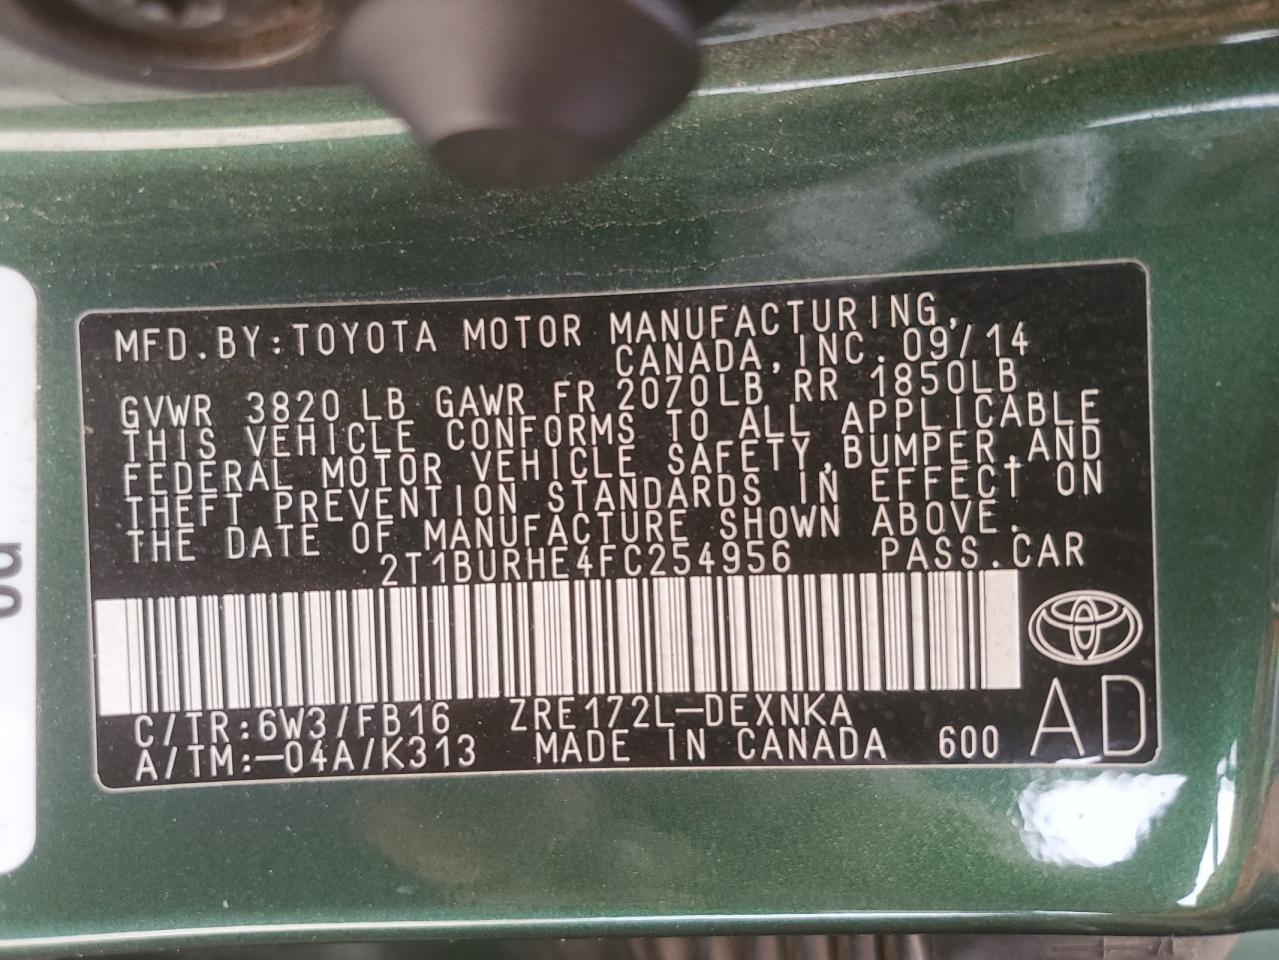 MFD.BY:TOYOTA MOTOR MANUFACTURING,
CANADA,INC. 09/14
GVWR 3820 LB GAWR FR 2070LB RR 1850LB
THIS VEHICLE CONFORMS TO ALL APPLICABLE
FEDERAL MOTOR VEHICLE SAFETY,BUMPER,AND
THEFT PREVENTION STANDARDS IN EFFECT ON
THE DATE OF MANUFACTURE SHOWN ABOVE.
2T1BURHE4FC254956 PASS.CAR
C/TR:6W3/FB16 ZRE172L-DEXNKA
A/TM:-04A/K313 MADE IN CANADA 600 AD